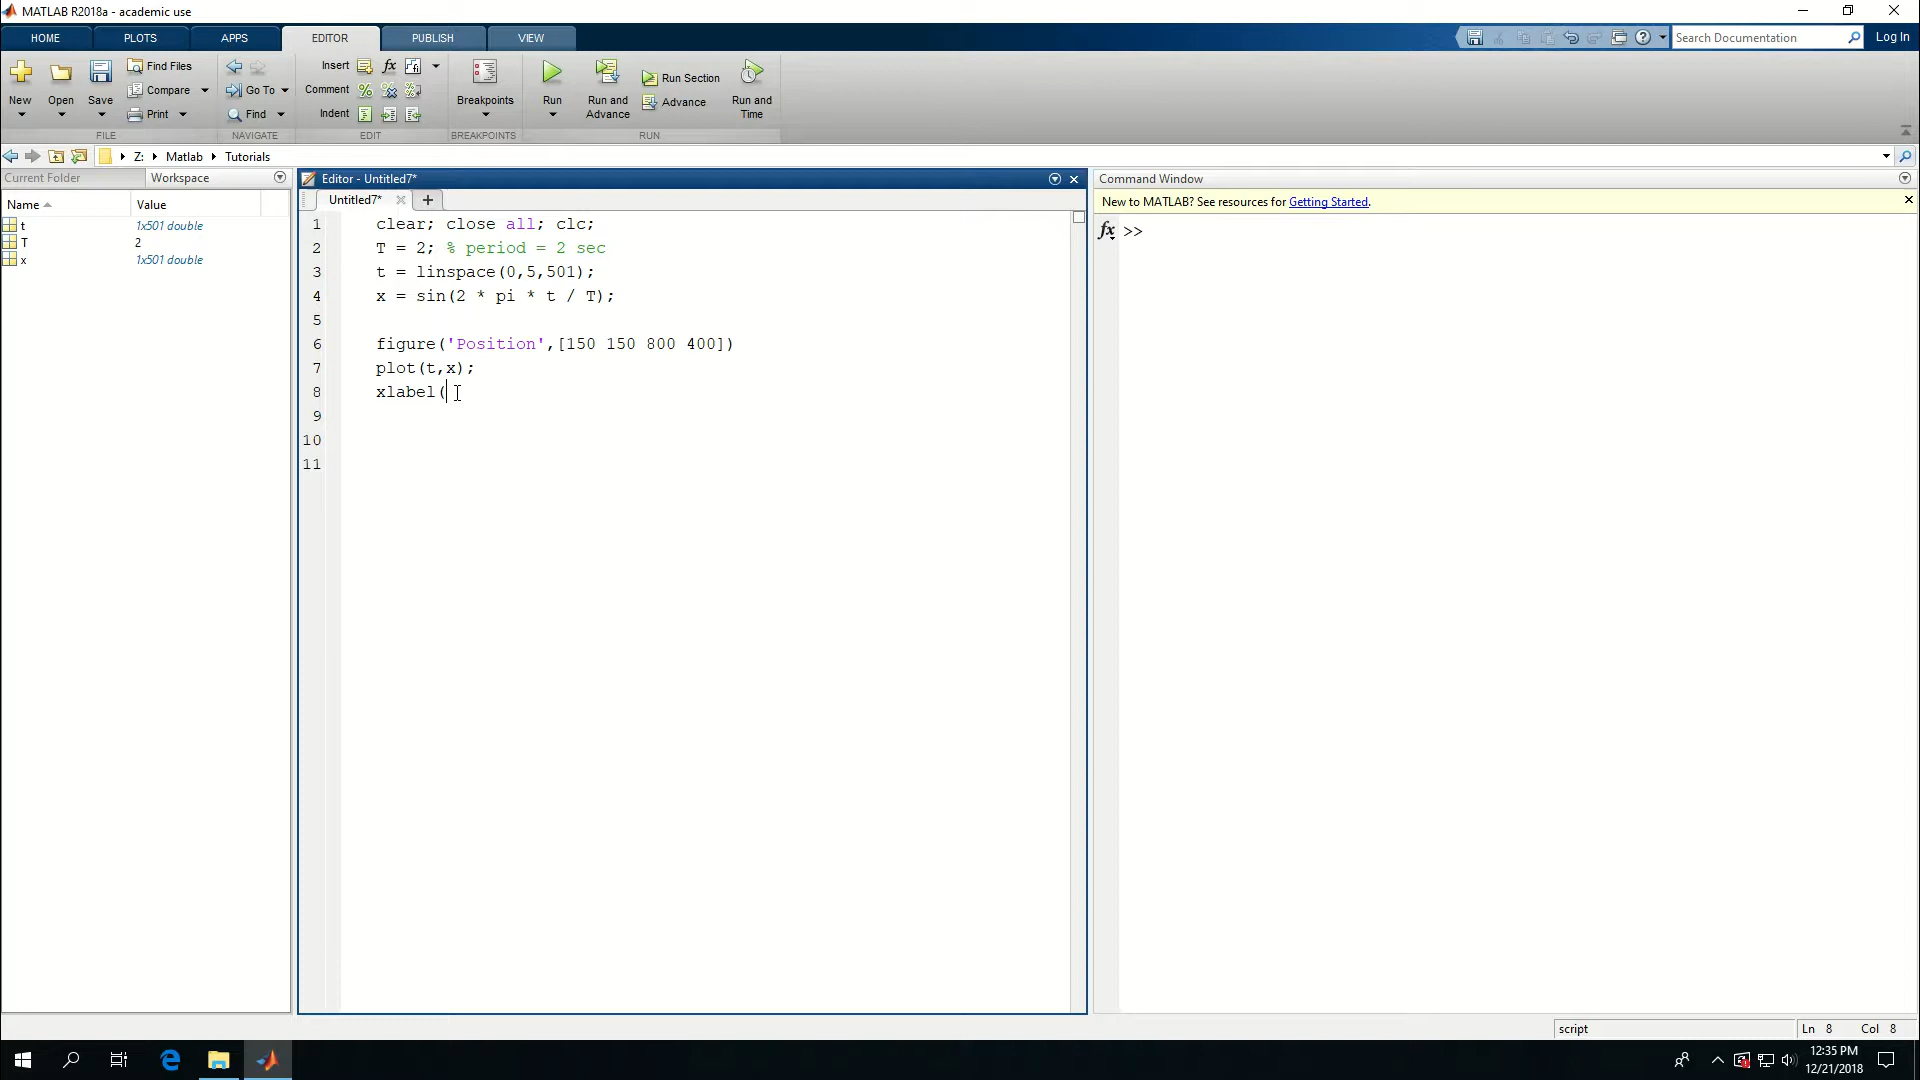 MATLAB R2018a - academic use
HOME PLOTS APPS EDITOR PUBLISH VIEW
Search Documentation Log In
New Open Save
Find Files
Compare
Print
Go To
Find
Insert fx
Comment
Indent
Breakpoints
Run
Run and Advance
Run Section
Advance
Run and Time
FILE NAVIGATE EDIT BREAKPOINTS RUN
Z: Matlab Tutorials
Current Folder Workspace
Name Value
t 1x501 double
T 2
x 1x501 double
Editor - Untitled7*
Untitled7* +
1 clear; close all; clc;
2 T = 2; % period = 2 sec
3 t = linspace(0,5,501);
4 x = sin(2 * pi * t / T);
5
6 figure('Position',[150 150 800 400])
7 plot(t,x);
8 xlabel(
9
10
11
Command Window
New to MATLAB? See resources for Getting Started.
fx >>
script Ln 8 Col 8
12:35 PM
12/21/2018